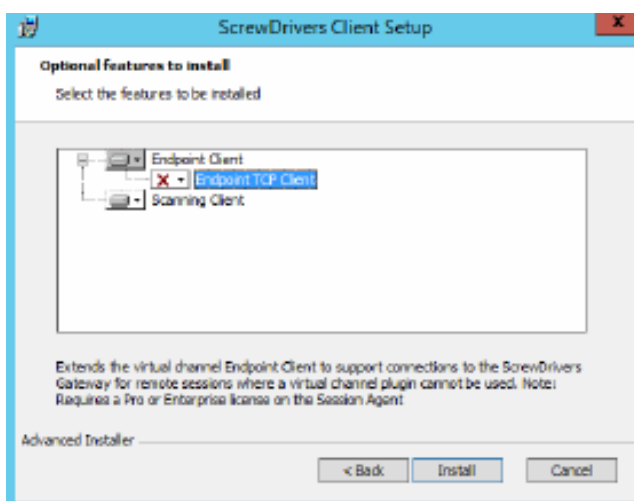 ScrewDrivers Client Setup
x
Optional features to install
Select the features to be installed
Endpoint Client
Endpoint TCP Client
Scanning Client
Extends the virtual channel Endpoint Client to support connections to the ScrewDrivers
Gateway for remote sessions where a virtual channel plugin cannot be used. Note:
Requires a Pro or Enterprise license on the Session Agent
Advanced Installer
< Back Install Cancel